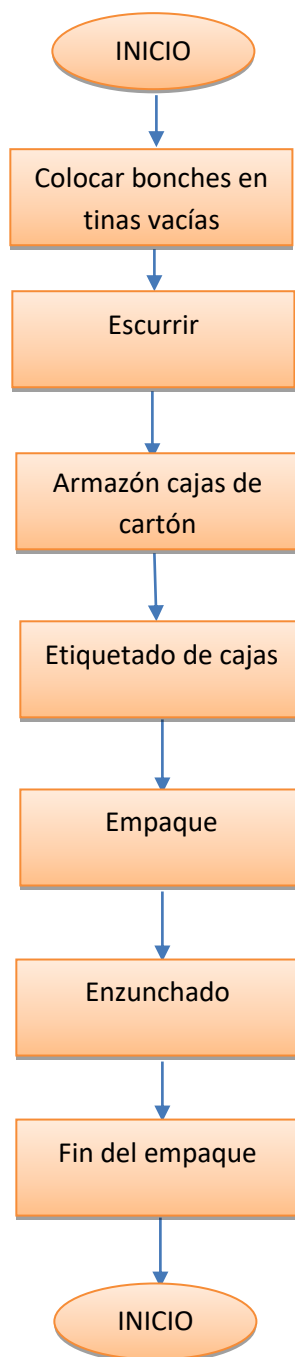 INICIO
Colocar bonches en
tinas vacías
Escurrir
Armazón cajas de
cartón
Etiquetado de cajas
Empaque
Enzunchado
Fin del empaque
INICIO